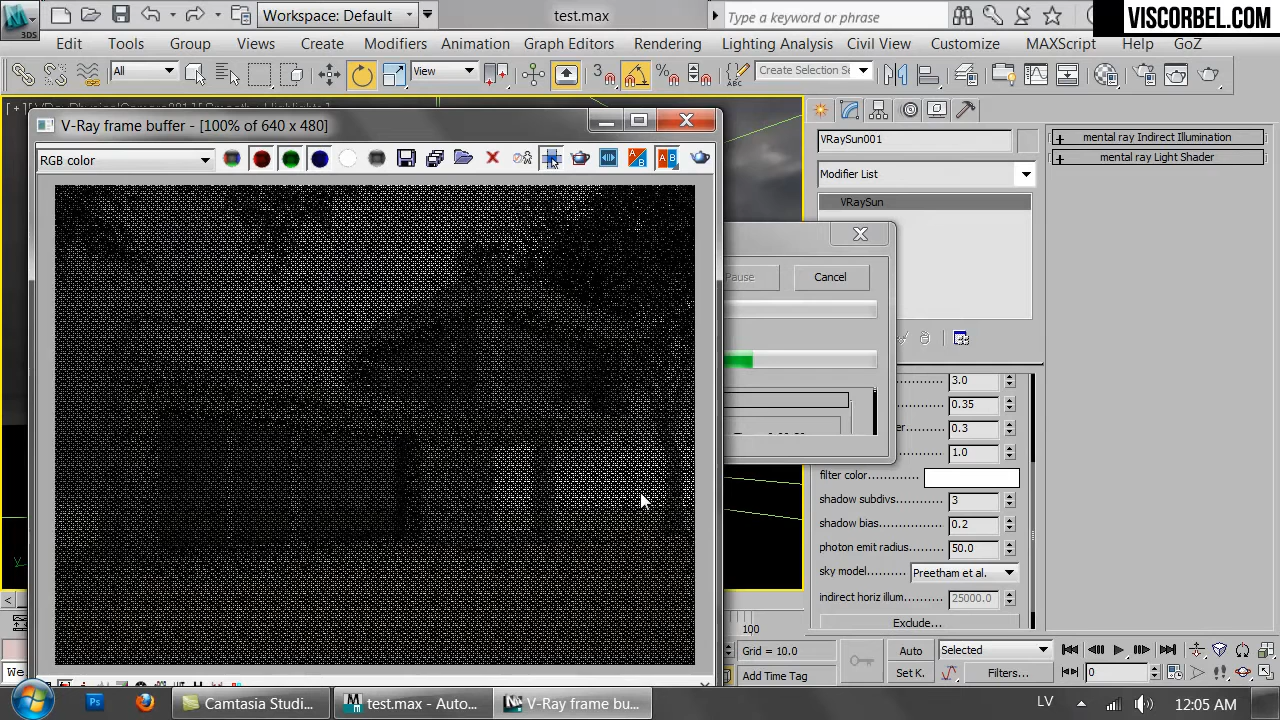 Workspace: Default
test.max
Type a keyword or phrase
VISCORBEL.COM
3DS
Edit Tools Group Views Create Modifiers Animation Graph Editors Rendering Lighting Analysis Civil View Customize MAXScript Help GoZ
All
View
3
Create Selection Se
V-Ray frame buffer - [100% of 640 x 480]
RGB color
VRaySun001
Modifier List
VRaySun
mental ray Indirect Illumination
mental ray Light Shader
Pause
Cancel
3.0
0.35
0.3
1.0
filter color
shadow subdivs 3
shadow bias 0.2
photon emit radius 50.0
sky model Preetham et al.
indirect horiz illum. 25000.0
Exclude...
100
Grid = 10.0
Add Time Tag
Auto
Selected
Set K.
Filters...
0
We
Camtasia Studi...
test.max - Auto...
V-Ray frame bu...
LV
12:05 AM